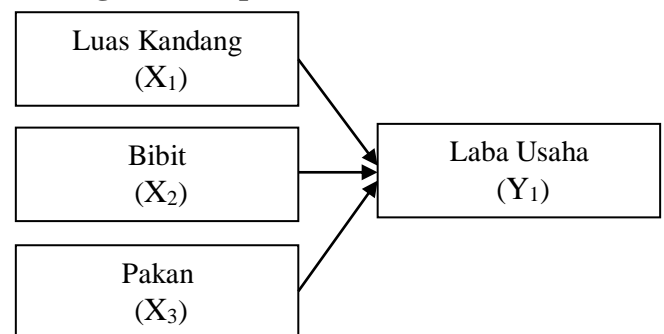 Luas Kandang
(X₁)
Bibit
(X₂)
Pakan
(X₃)
Laba Usaha
(Y₁)